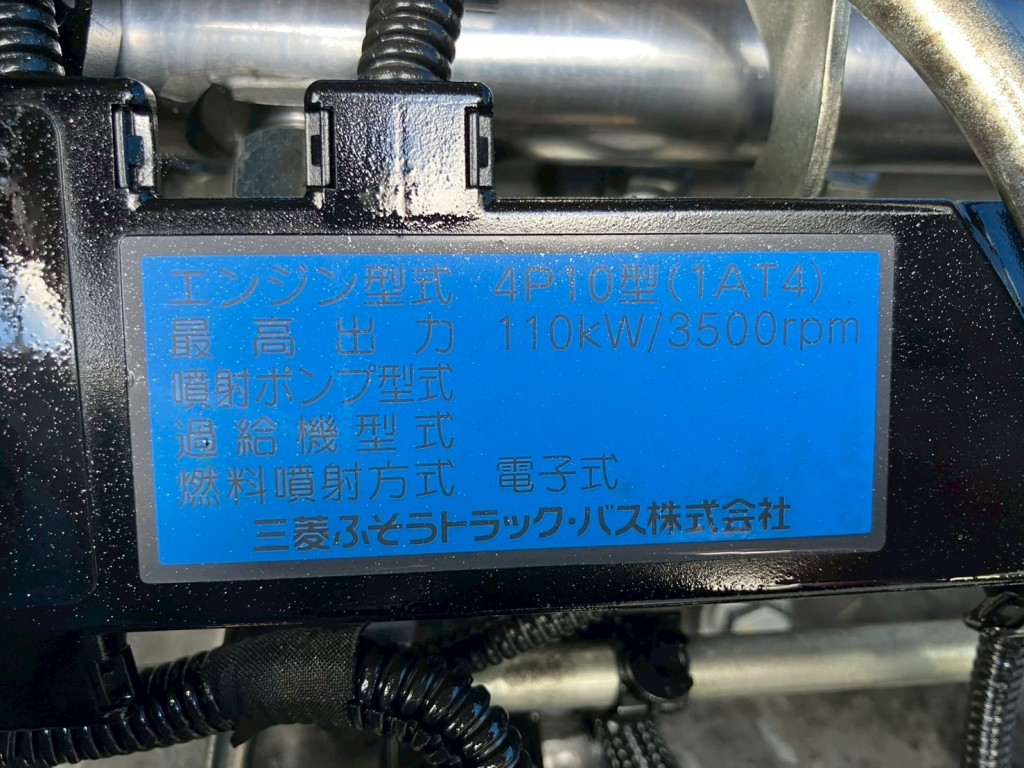 エンジン型式 4P10型(1AT4)
最高出力 110kW/3500rpm
噴射ポンプ型式
過給機型式
燃料噴射方式 電子式
三菱ふそうトラック・バス株式会社